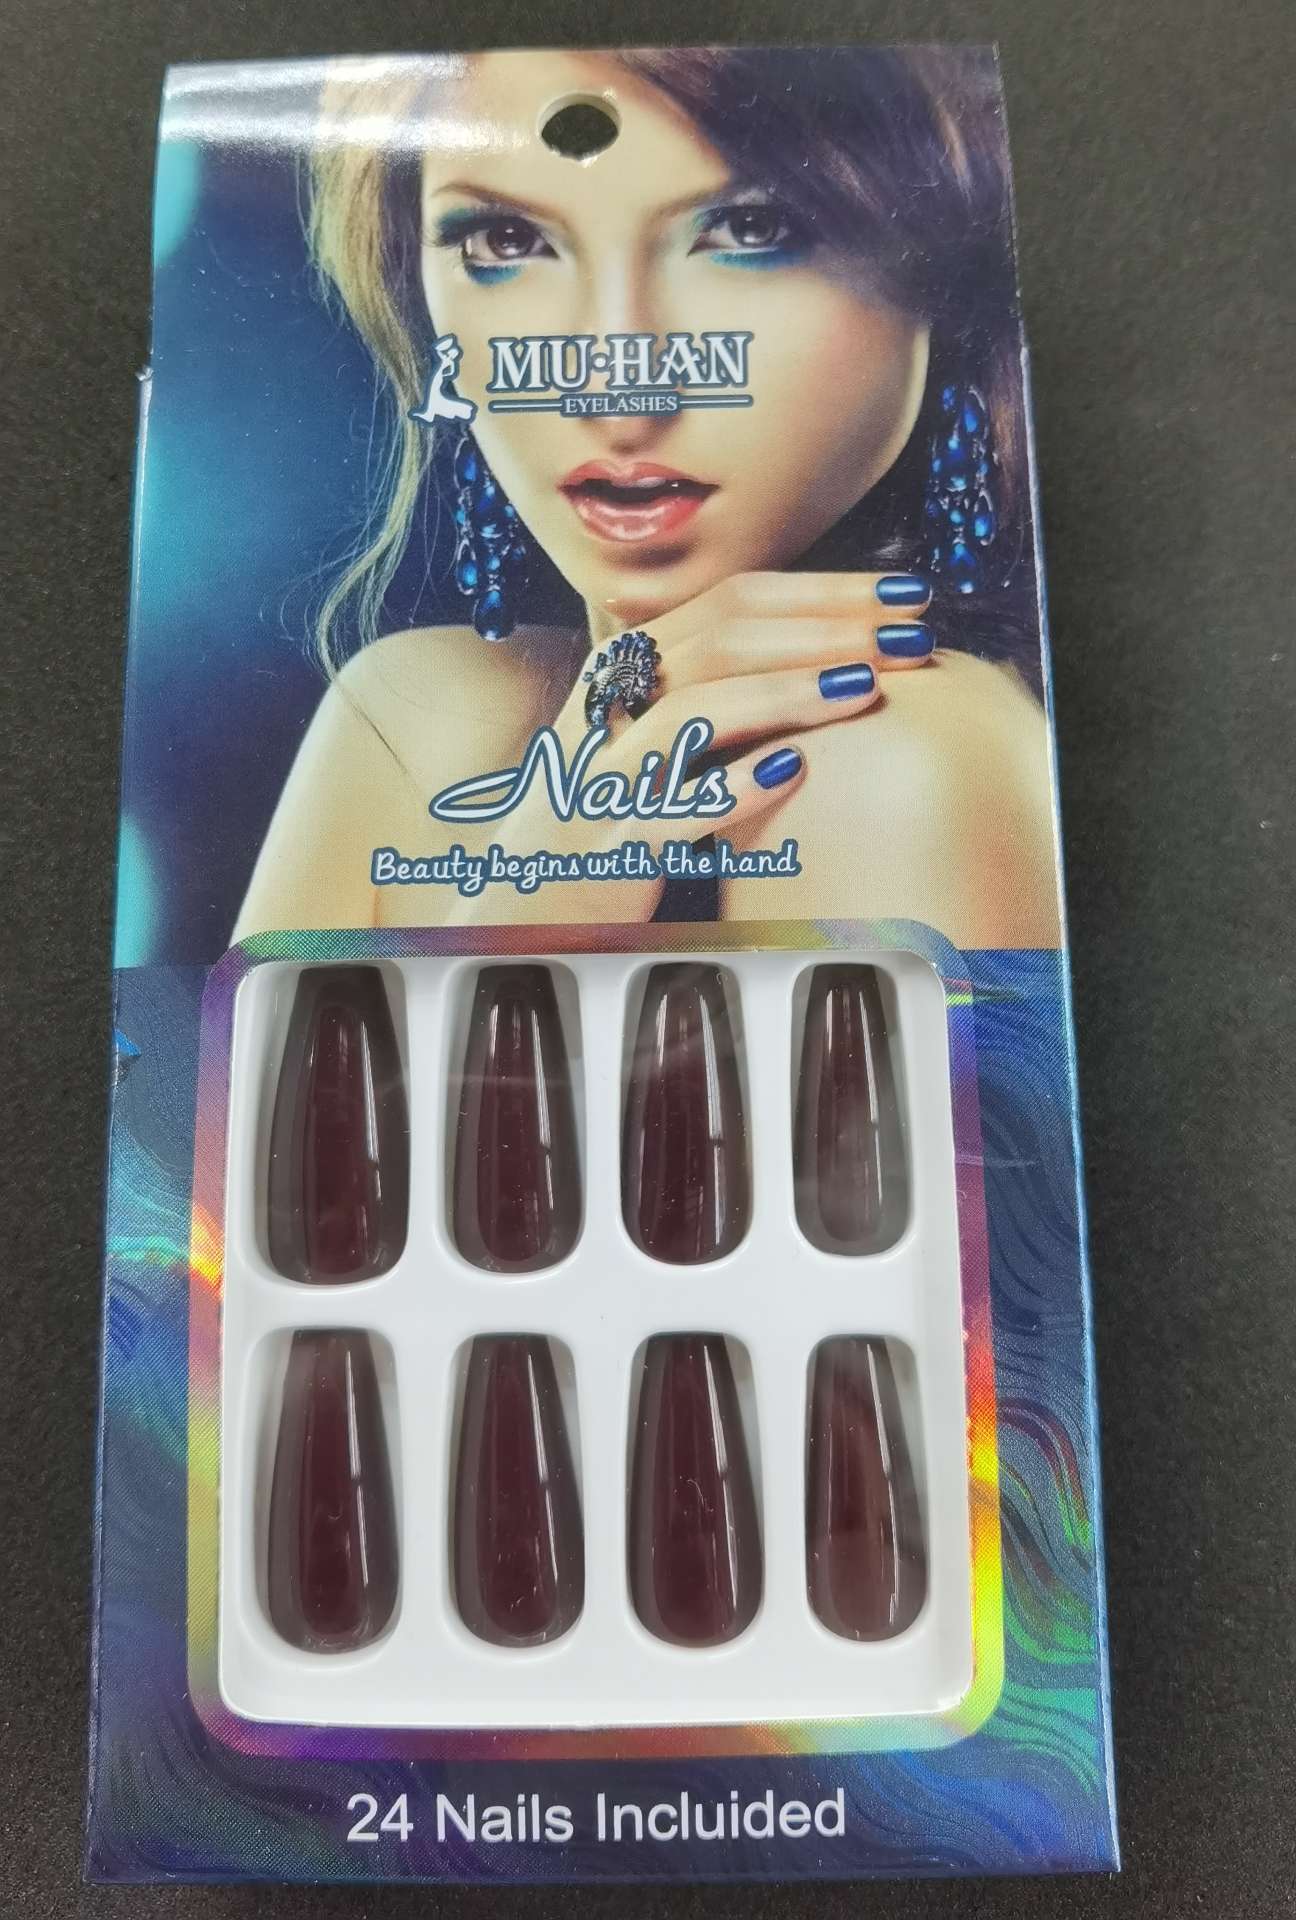 MU·HAN
EYELASHES
Nails
Beauty begins with the hand
24 Nails Incluided